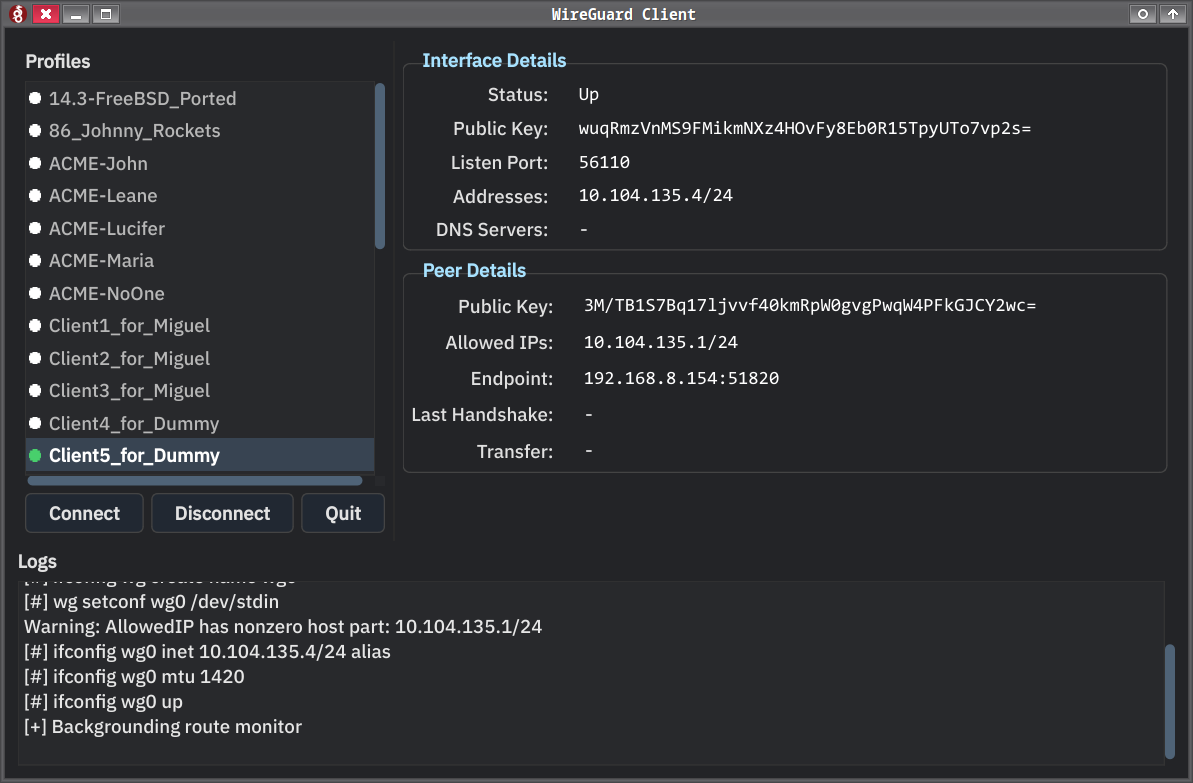 WireGuard Client
Profiles
14.3-FreeBSD_Ported
86_Johnny_Rockets
ACME-John
ACME-Leane
ACME-Lucifer
ACME-Maria
ACME-NoOne
Client1_for_Miguel
Client2_for_Miguel
Client3_for_Miguel
Client4_for_Dummy
Client5_for_Dummy
Connect Disconnect Quit
Interface Details
Status: Up
Public Key: wuqRmzVnMS9FMikmNXz4HOvFy8Eb0R15TpyUTo7vp2s=
Listen Port: 56110
Addresses: 10.104.135.4/24
DNS Servers: -
Peer Details
Public Key: 3M/TB1S7Bq17ljvvf40kmRpW0gvgPwqW4PFkGJCY2wc=
Allowed IPs: 10.104.135.1/24
Endpoint: 192.168.8.154:51820
Last Handshake: -
Transfer: -
Logs
[#] ifconfig wg create name wg0
[#] wg setconf wg0 /dev/stdin
Warning: AllowedIP has nonzero host part: 10.104.135.1/24
[#] ifconfig wg0 inet 10.104.135.4/24 alias
[#] ifconfig wg0 mtu 1420
[#] ifconfig wg0 up
[+] Backgrounding route monitor